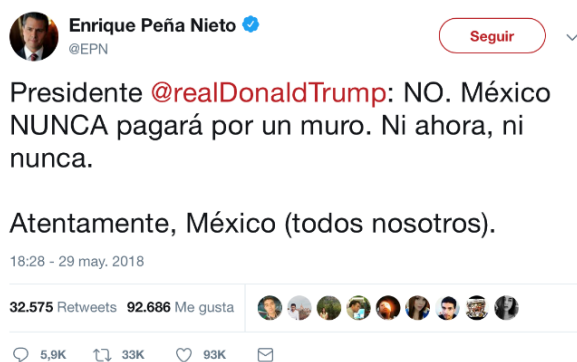 Enrique Peña Nieto
@EPN
Seguir
Presidente @realDonaldTrump: NO. México
NUNCA pagará por un muro. Ni ahora, ni
nunca.
Atentamente, México (todos nosotros).
18:28 - 29 may. 2018
32.575 Retweets 92.686 Me gusta
5,9K 33K 93K